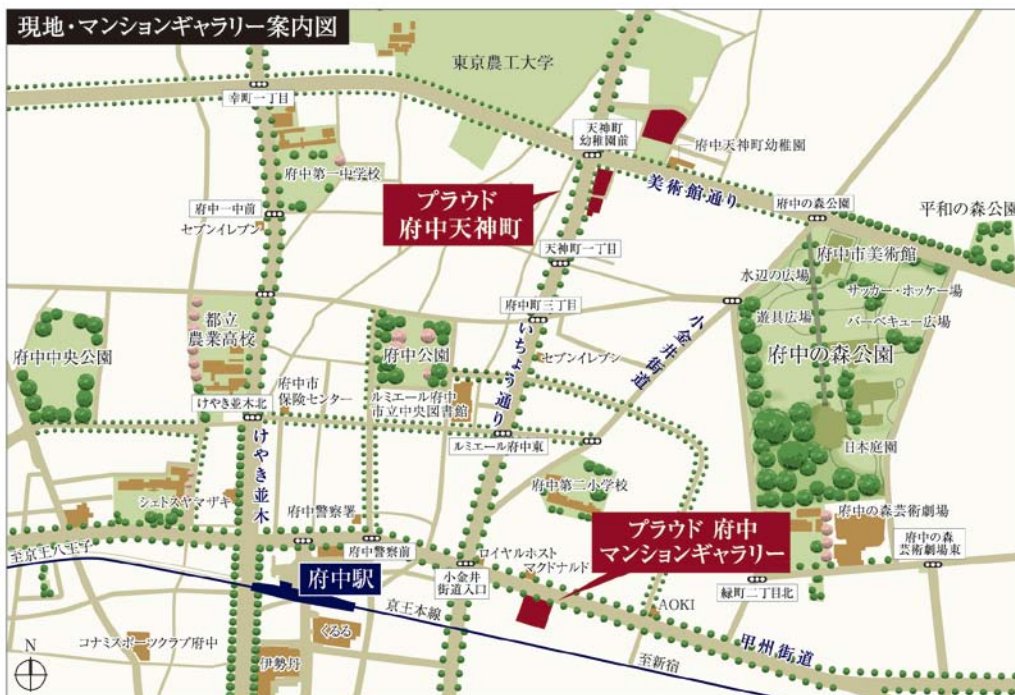 現地・マンションギャラリー案内図
東京農工大学
幸町一丁目
天神町
幼稚園前
府中天神町幼稚園
府中第一中学校
プラウド
府中天神町
美術館通り
府中の森公園
平和の森公園
府中一中前
セブンイレブン
天神町一丁目
府中市美術館
水辺の広場
サッカー・ホッケー場
遊具広場
バーベキュー広場
府中の森公園
府中町三丁目
小金井街道
都立
農業高校
府中中央公園
府中公園
いちょう通り
セブンイレブン
府中市
保険センター
ルミエール府中
市立中央図書館
けやき並木北
ルミエール府中東
日本庭園
けやき並木
シェトスヤマザキ
府中第二小学校
府中警察署
府中の森芸術劇場
プラウド 府中
マンションギャラリー
府中の森
芸術劇場東
至京王八王子
府中警察前
ロイヤルホスト
マクドナルド
小金井
街道入口
緑町二丁目北
府中駅
京王本線
AOKI
くるる
コナミスポーツクラブ府中
甲州街道
至新宿
伊勢丹
N